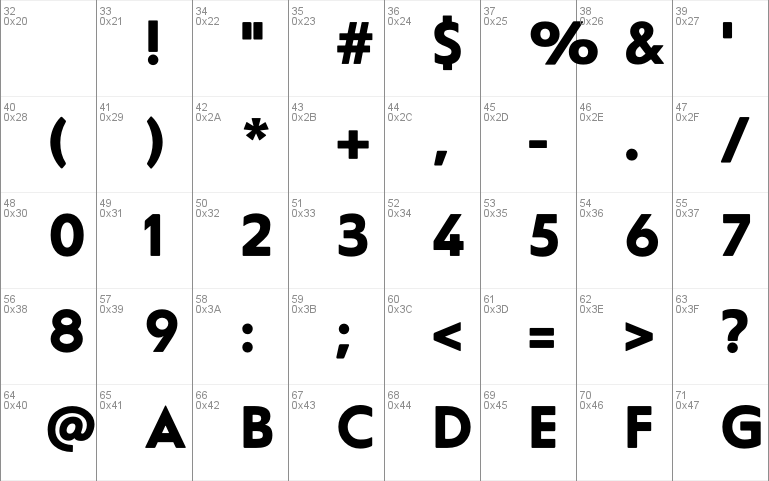 32 33 34 35 36 37 38 39
0x20 0x21 0x22 0x23 0x24 0x25 0x26 0x27
! " # $ % & '
40 41 42 43 44 45 46 47
0x28 0x29 0x2A 0x2B 0x2C 0x2D 0x2E 0x2F
( ) * + , - . /
48 49 50 51 52 53 54 55
0x30 0x31 0x32 0x33 0x34 0x35 0x36 0x37
0 1 2 3 4 5 6 7
56 57 58 59 60 61 62 63
0x38 0x39 0x3A 0x3B 0x3C 0x3D 0x3E 0x3F
8 9 : ; < = > ?
64 65 66 67 68 69 70 71
0x40 0x41 0x42 0x43 0x44 0x45 0x46 0x47
@ A B C D E F G